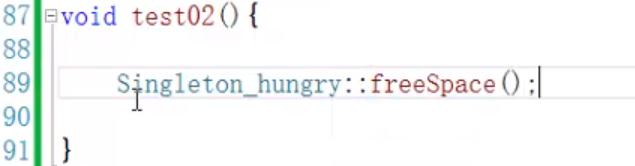 87 void test02(){
88
89 Singleton_hungry::freeSpace();
90
91 }